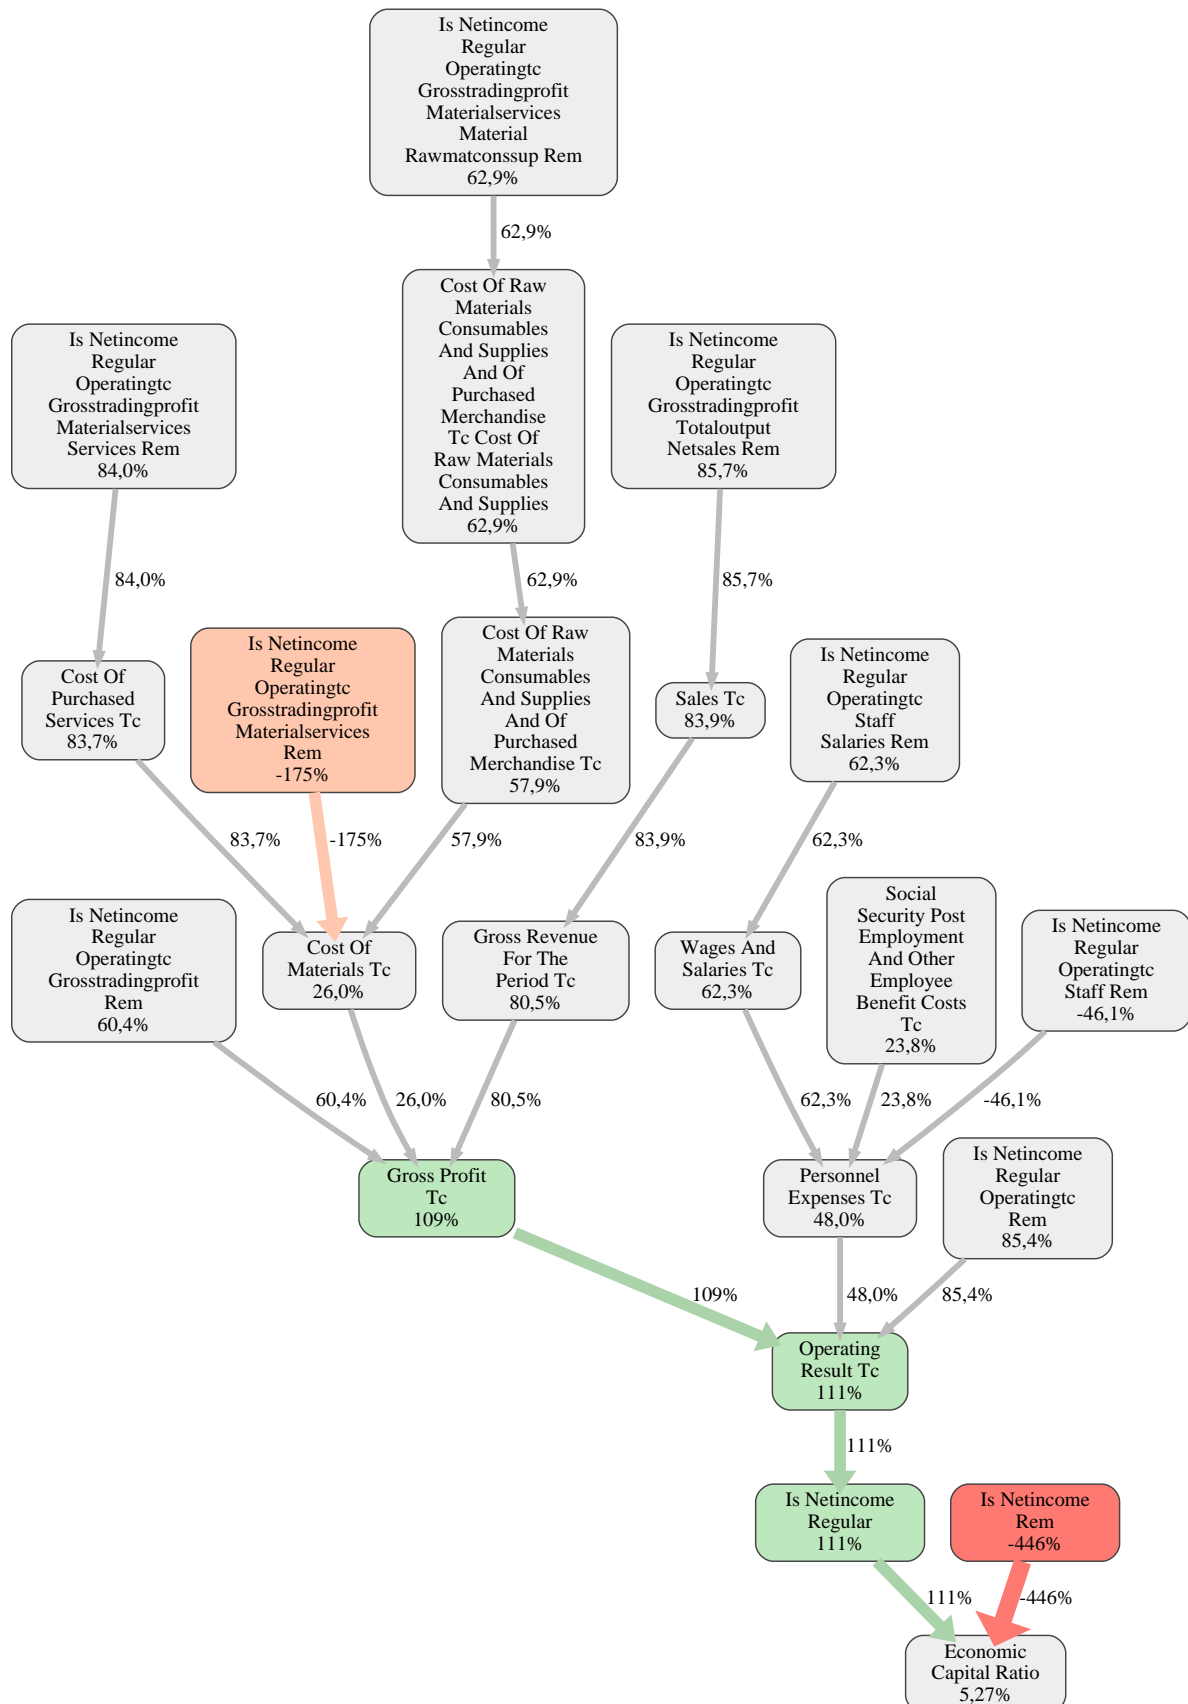 Is Netincome
Regular
Operatingtc
Grosstradingprofit
Materialservices
Material
Rawmatconssup Rem
62,9%
62,9%
Cost Of Raw
Materials
Consumables
And Supplies
And Of
Purchased
Merchandise
Tc Cost Of
Raw Materials
Consumables
And Supplies
62,9%
Is Netincome
Regular
Operatingtc
Grosstradingprofit
Materialservices
Services Rem
84,0%
Is Netincome
Regular
Operatingtc
Grosstradingprofit
Totaloutput
Netsales Rem
85,7%
84,0%
62,9%
85,7%
Cost Of
Purchased
Services Tc
83,7%
Is Netincome
Regular
Operatingtc
Grosstradingprofit
Materialservices
Rem
-175%
Cost Of Raw
Materials
Consumables
And Supplies
And Of
Purchased
Merchandise Tc
57,9%
Sales Tc
83,9%
Is Netincome
Regular
Operatingtc
Staff
Salaries Rem
62,3%
83,7%
-175%
57,9%
83,9%
62,3%
Is Netincome
Regular
Operatingtc
Grosstradingprofit
Rem
60,4%
Cost Of
Materials Tc
26,0%
Gross Revenue
For The
Period Tc
80,5%
Wages And
Salaries Tc
62,3%
Social
Security Post
Employment
And Other
Employee
Benefit Costs
Tc
23,8%
Is Netincome
Regular
Operatingtc
Staff Rem
-46,1%
60,4%
26,0%
80,5%
62,3%
23,8%
-46,1%
Gross Profit
Tc
109%
Personnel
Expenses Tc
48,0%
Is Netincome
Regular
Operatingtc
Rem
85,4%
109%
48,0%
85,4%
Operating
Result Tc
111%
111%
Is Netincome
Regular
111%
Is Netincome
Rem
-446%
111%
-446%
Economic
Capital Ratio
5,27%